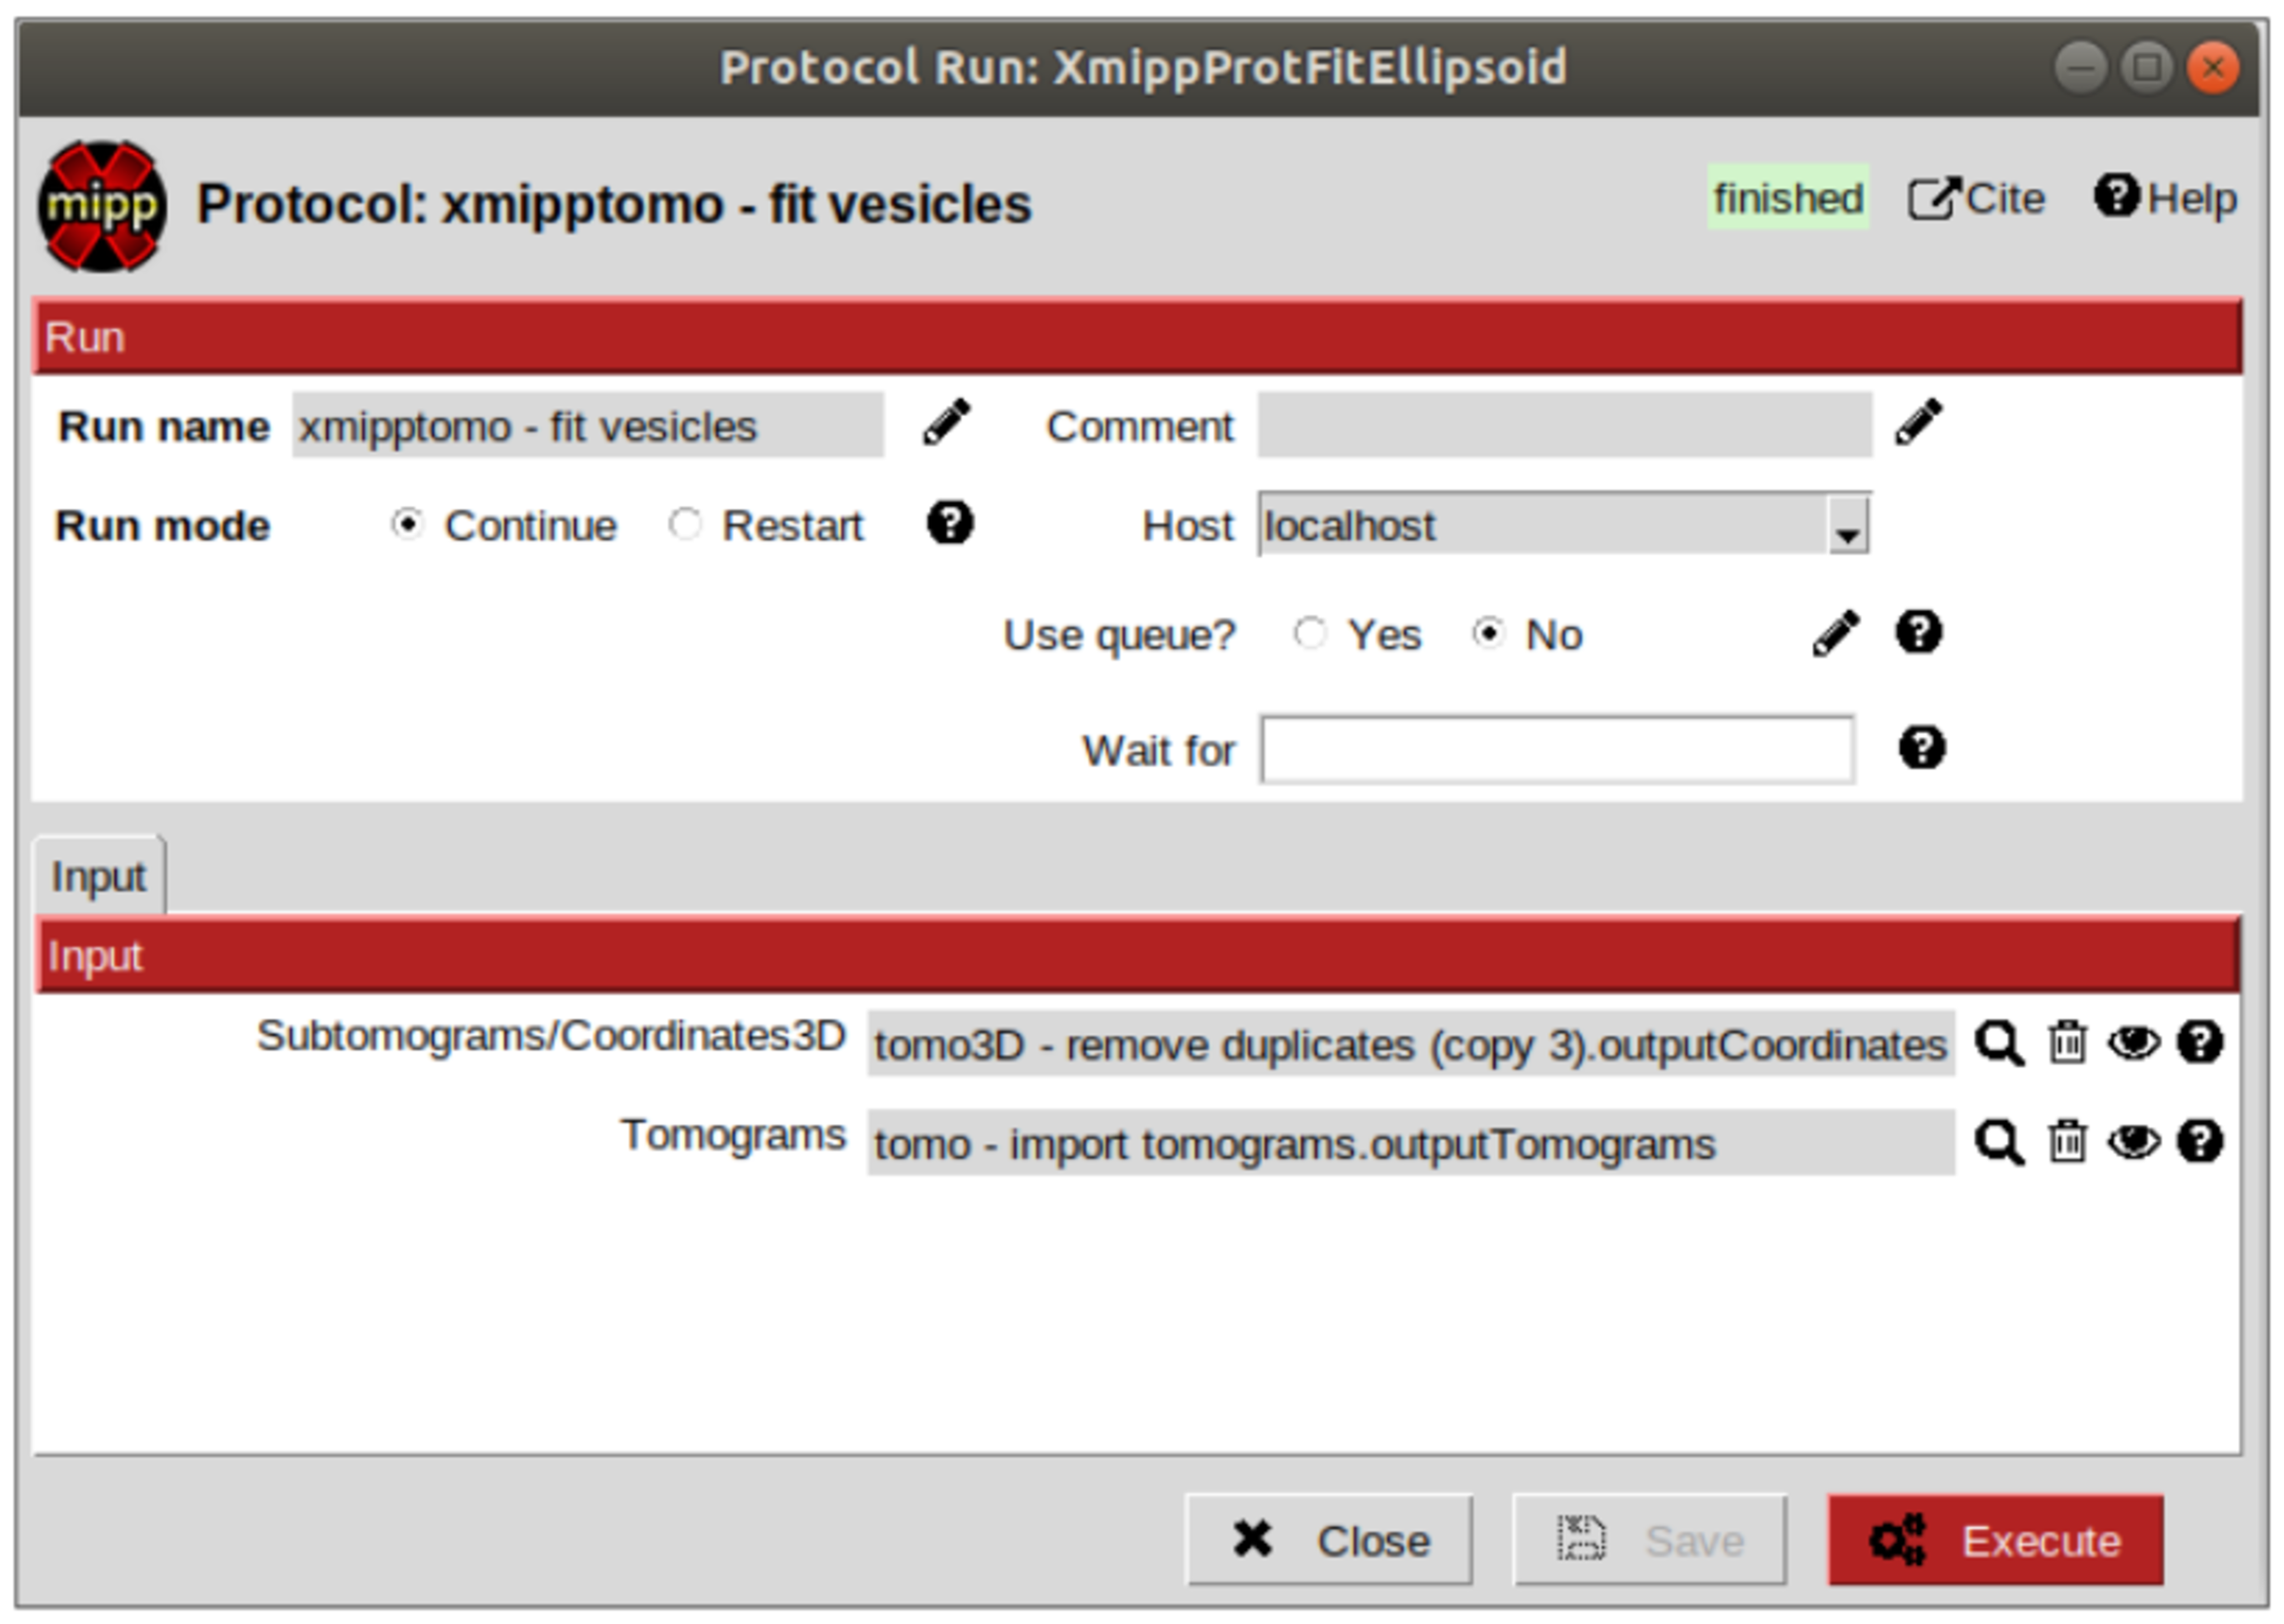 Protocol Run: XmippProtFitEllipsoid
mipp
Protocol: xmipptomo - fit vesicles
finished Cite Help
Run
Run name xmipptomo - fit vesicles Comment
Run mode Continue Restart Host localhost
Use queue? Yes No
Wait for
Input
Input
Subtomograms/Coordinates3D tomo3D - remove duplicates (copy 3).outputCoordinates
Tomograms tomo - import tomograms.outputTomograms
Close Save Execute